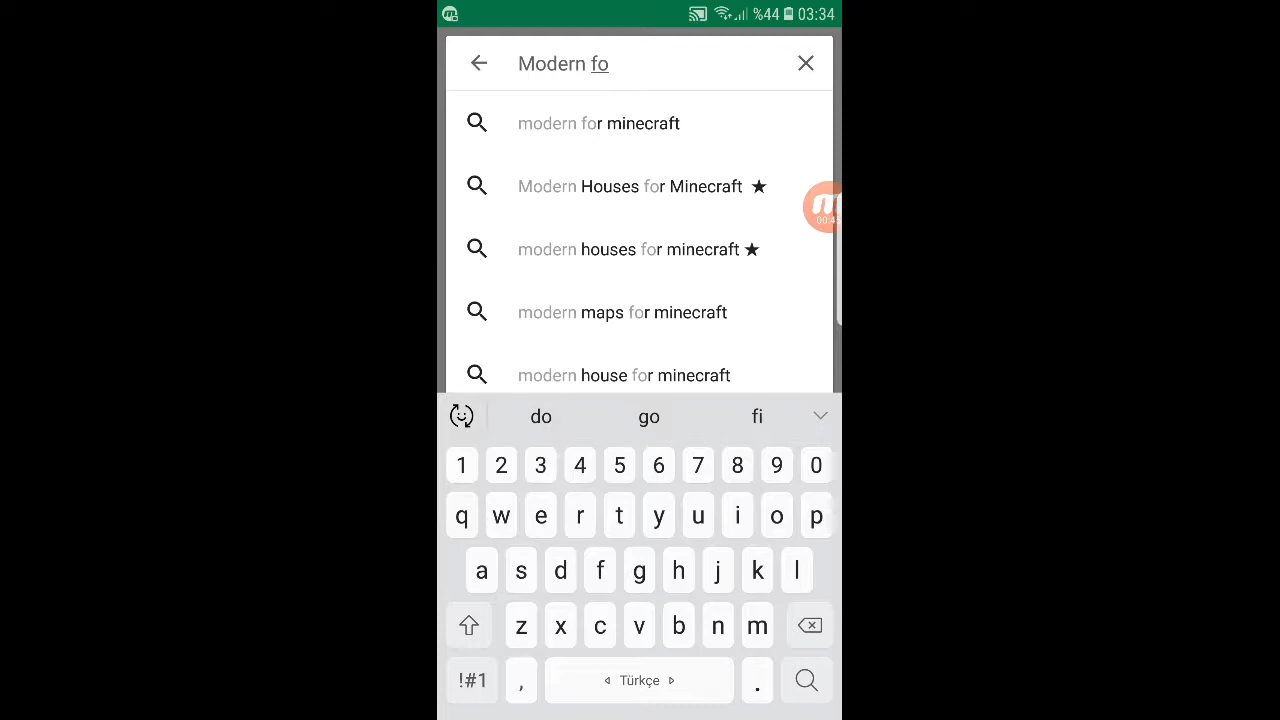 %44 03:34
Modern fo
modern for minecraft
Modern Houses for Minecraft ★
modern houses for minecraft ★
modern maps for minecraft
modern house for minecraft
00:45
do go fi
1 2 3 4 5 6 7 8 9 0
q w e r t y u i o p
a s d f g h j k l
z x c v b n m
!#1 , Türkçe .